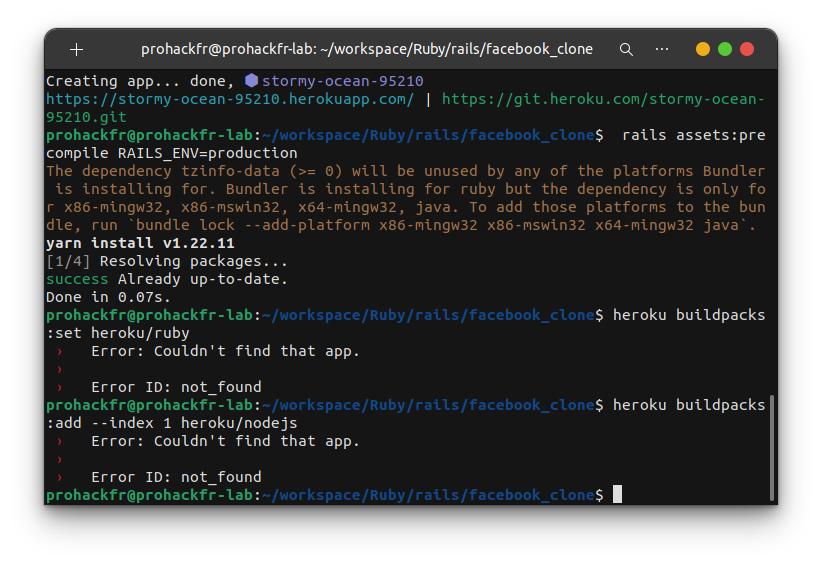 prohackfr@prohackfr-lab: ~/workspace/Ruby/rails/facebook_clone
Creating app... done, ⬢ stormy-ocean-95210
https://stormy-ocean-95210.herokuapp.com/ | https://git.heroku.com/stormy-ocean-
95210.git
prohackfr@prohackfr-lab:~/workspace/Ruby/rails/facebook_clone$  rails assets:pre
compile RAILS_ENV=production
The dependency tzinfo-data (>= 0) will be unused by any of the platforms Bundler
 is installing for. Bundler is installing for ruby but the dependency is only fo
r x86-mingw32, x86-mswin32, x64-mingw32, java. To add those platforms to the bun
dle, run `bundle lock --add-platform x86-mingw32 x86-mswin32 x64-mingw32 java`.
yarn install v1.22.11
[1/4] Resolving packages...
success Already up-to-date.
Done in 0.07s.
prohackfr@prohackfr-lab:~/workspace/Ruby/rails/facebook_clone$ heroku buildpacks
:set heroku/ruby
 ›   Error: Couldn't find that app.
 ›
 ›   Error ID: not_found
prohackfr@prohackfr-lab:~/workspace/Ruby/rails/facebook_clone$ heroku buildpacks
:add --index 1 heroku/nodejs
 ›   Error: Couldn't find that app.
 ›
 ›   Error ID: not_found
prohackfr@prohackfr-lab:~/workspace/Ruby/rails/facebook_clone$